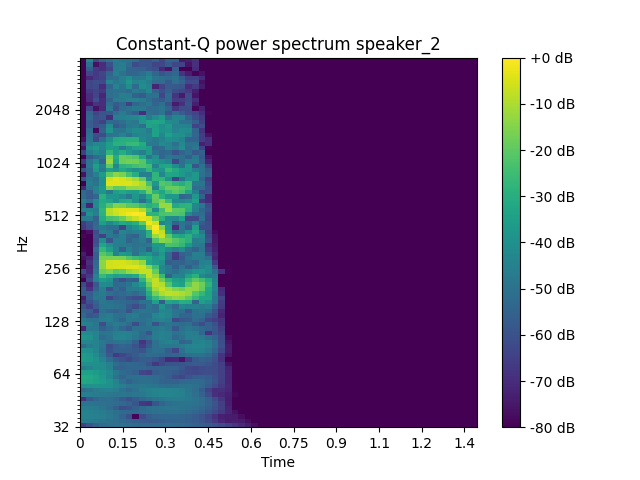 Constant-Q power spectrum speaker_2
+0 dB
-10 dB
-20 dB
-30 dB
-40 dB
-50 dB
-60 dB
-70 dB
-80 dB
2048
1024
512
256
128
64
32
Hz
0 0.15 0.3 0.45 0.6 0.75 0.9 1.1 1.2 1.4
Time